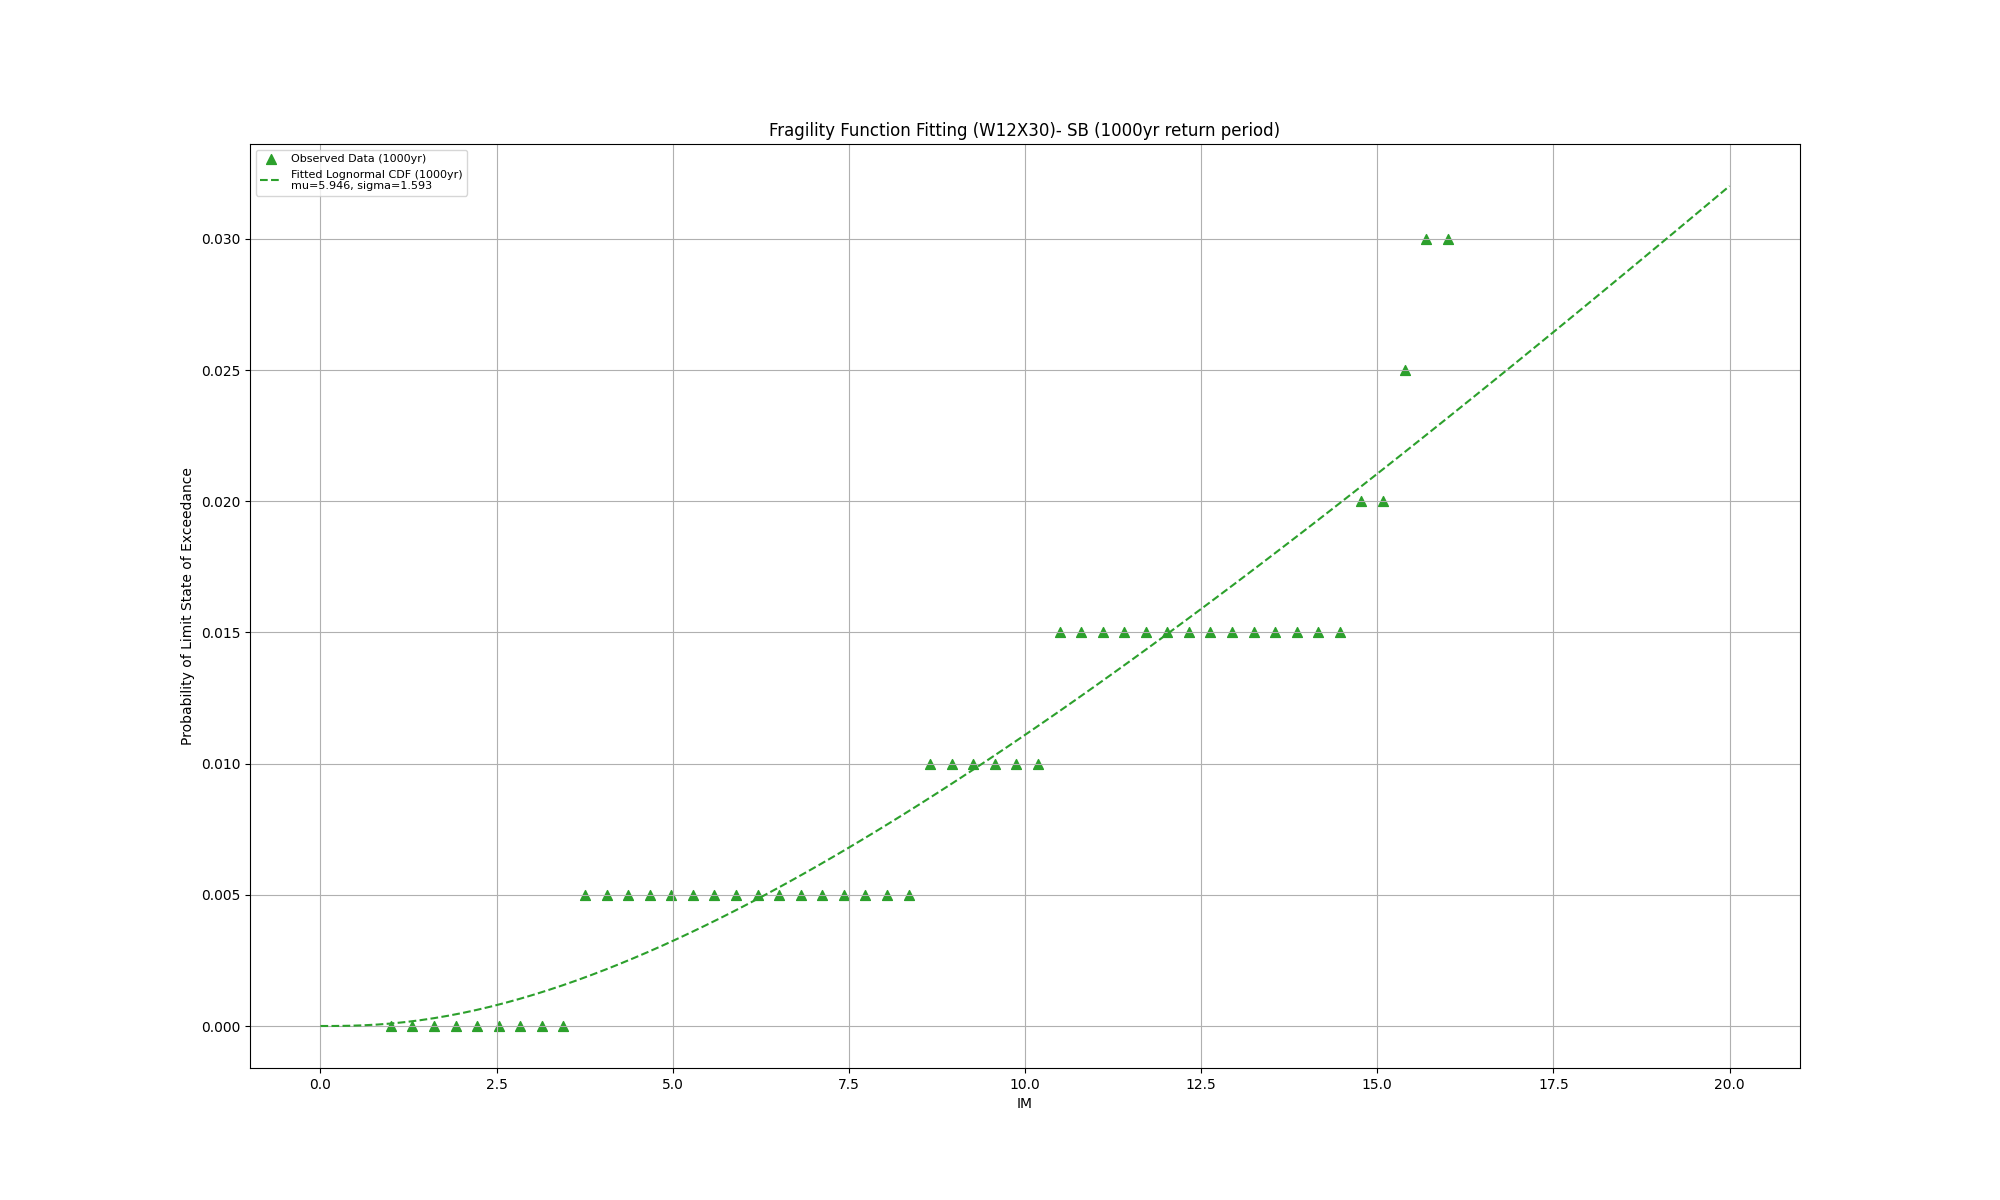 Fragility Function Fitting (W12X30)- SB (1000yr return period)
Observed Data (1000yr)
Fitted Lognormal CDF (1000yr)
mu=5.946, sigma=1.593
Probability of Limit State of Exceedance
0.030
0.025
0.020
0.015
0.010
0.005
0.000
0.0 2.5 5.0 7.5 10.0 12.5 15.0 17.5 20.0
IM